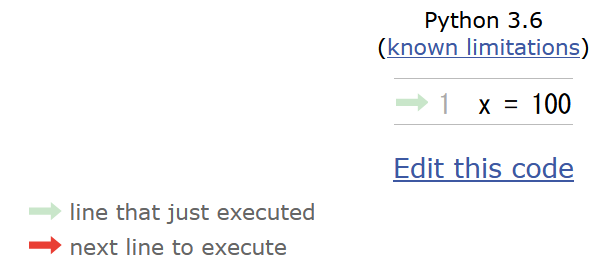 Python 3.6
(known limitations)
1 x = 100
Edit this code
line that just executed
next line to execute